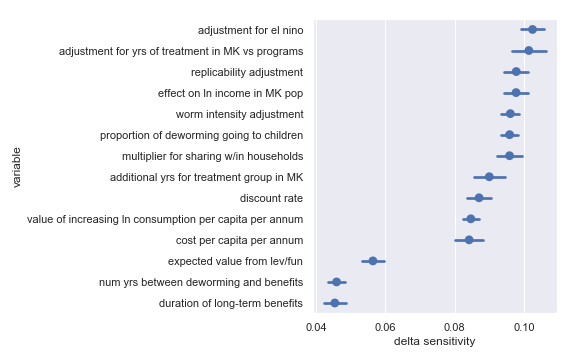 adjustment for el nino
adjustment for yrs of treatment in MK vs programs
replicability adjustment
effect on ln income in MK pop
worm intensity adjustment
proportion of deworming going to children
multiplier for sharing w/in households
additional yrs for treatment group in MK
discount rate
value of increasing ln consumption per capita per annum
cost per capita per annum
expected value from lev/fun
num yrs between deworming and benefits
duration of long-term benefits
variable
0.04 0.06 0.08 0.10
delta sensitivity